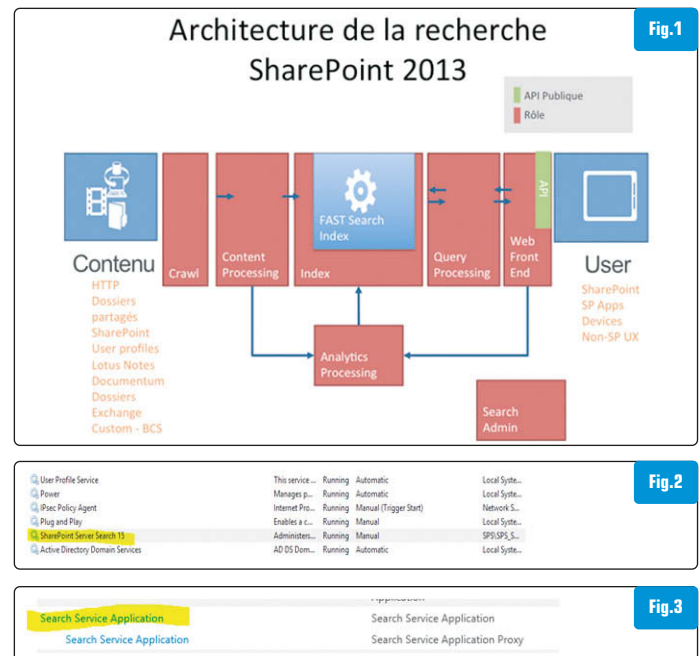 Fig.1
Architecture de la recherche
SharePoint 2013
API Publique
Rôle
Contenu
HTTP
Dossiers
partagés
SharePoint
User profiles
Lotus Notes
Documentum
Dossiers
Exchange
Custom - BCS
Crawl
Content
Processing
Index
FAST Search
Index
Query
Processing
Web
Front
End
API
User
SharePoint
SP Apps
Devices
Non-SP UX
Analytics
Processing
Search
Admin
Fig.2
User Profile Service This service ... Running Automatic Local Syste...
Power Manages p... Running Automatic Local Syste...
IPsec Policy Agent Internet Pro... Running Manual (Trigger Start) Network S...
Plug and Play Enables a c... Running Manual Local Syste...
SharePoint Server Search 15 Administers... Running Manual SPS\SPS_S...
Active Directory Domain Services AD DS Dom... Running Automatic Local Syste...
Fig.3
Search Service Application Search Service Application
Search Service Application Search Service Application Proxy